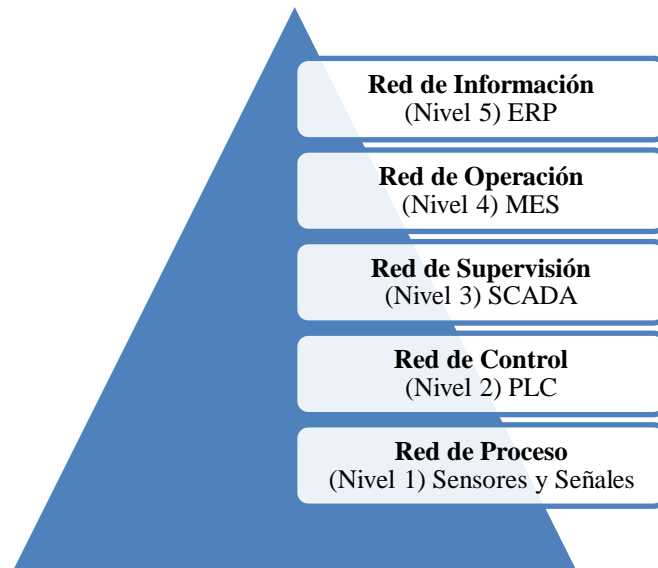 Red de Información
(Nivel 5) ERP
Red de Operación
(Nivel 4) MES
Red de Supervisión
(Nivel 3) SCADA
Red de Control
(Nivel 2) PLC
Red de Proceso
(Nivel 1) Sensores y Señales